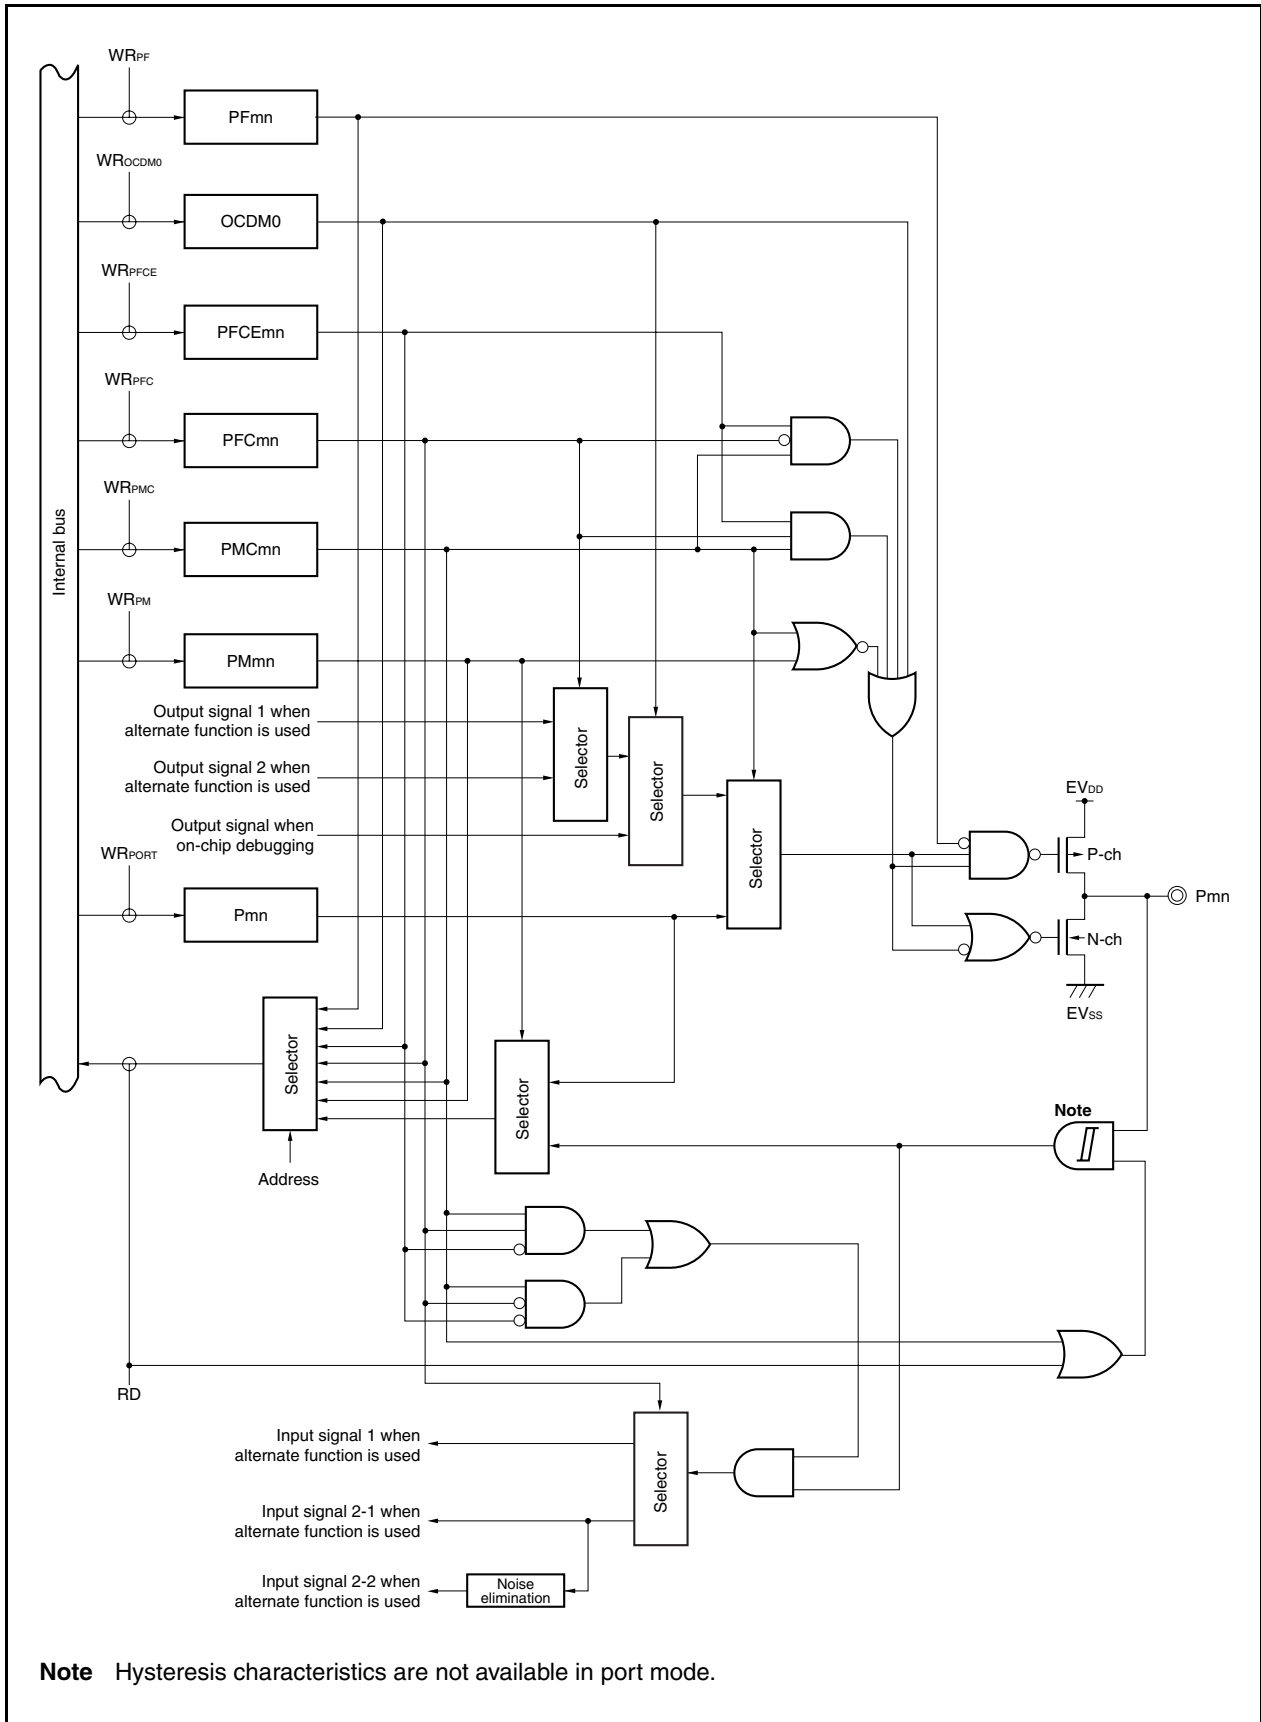 WRPF
PFmn
WROCDM0
OCDM0
WRPFCE
PFCEmn
WRPFC
PFCmn
WRPMC
Internal bus
PMCmn
WRPM
PMmn
Output signal 1 when
alternate function is used
Output signal 2 when
alternate function is used
Output signal when
on-chip debugging
Selector
Selector
Selector
EVDD
P-ch
WRPORT
Pmn
Pmn
N-ch
EVSS
Selector
Selector
Address
Note
RD
Input signal 1 when
alternate function is used
Selector
Input signal 2-1 when
alternate function is used
Input signal 2-2 when
alternate function is used
Noise
elimination
Note Hysteresis characteristics are not available in port mode.